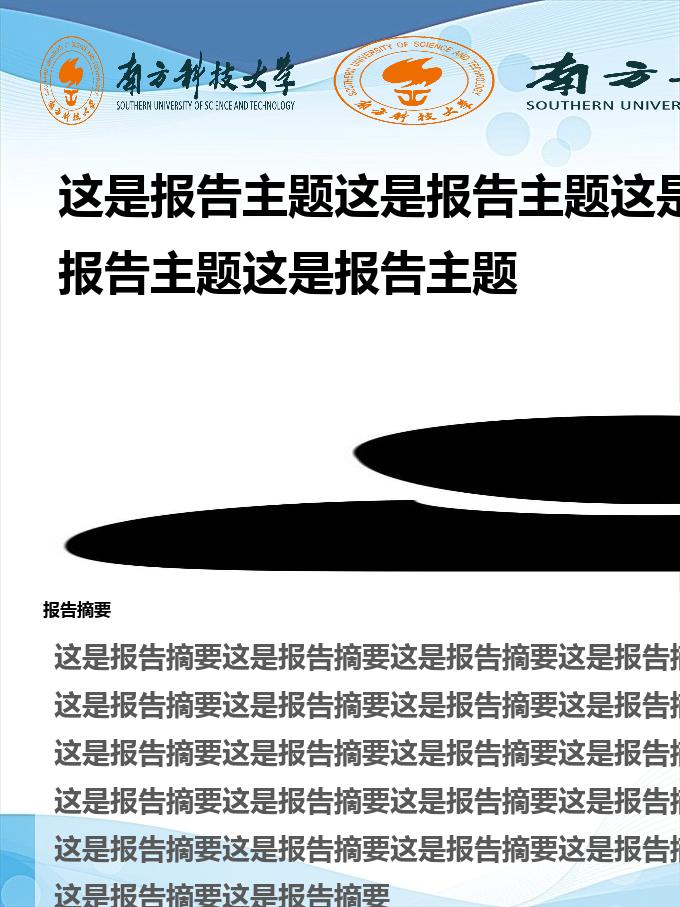 南方科技大学
SOUTHERN UNIVERSITY OF SCIENCE AND TECHNOLOGY
SOUTHERN UNIVERSITY OF SCIENCE AND TECHNOLOGY
南方科技大学
南方
SOUTHERN UNIVER
这是报告主题这是报告主题这是
报告主题这是报告主题
报告摘要
这是报告摘要这是报告摘要这是报告摘要这是报告摘
这是报告摘要这是报告摘要这是报告摘要这是报告摘
这是报告摘要这是报告摘要这是报告摘要这是报告摘
这是报告摘要这是报告摘要这是报告摘要这是报告摘
这是报告摘要这是报告摘要这是报告摘要这是报告摘
这是报告摘要这是报告摘要